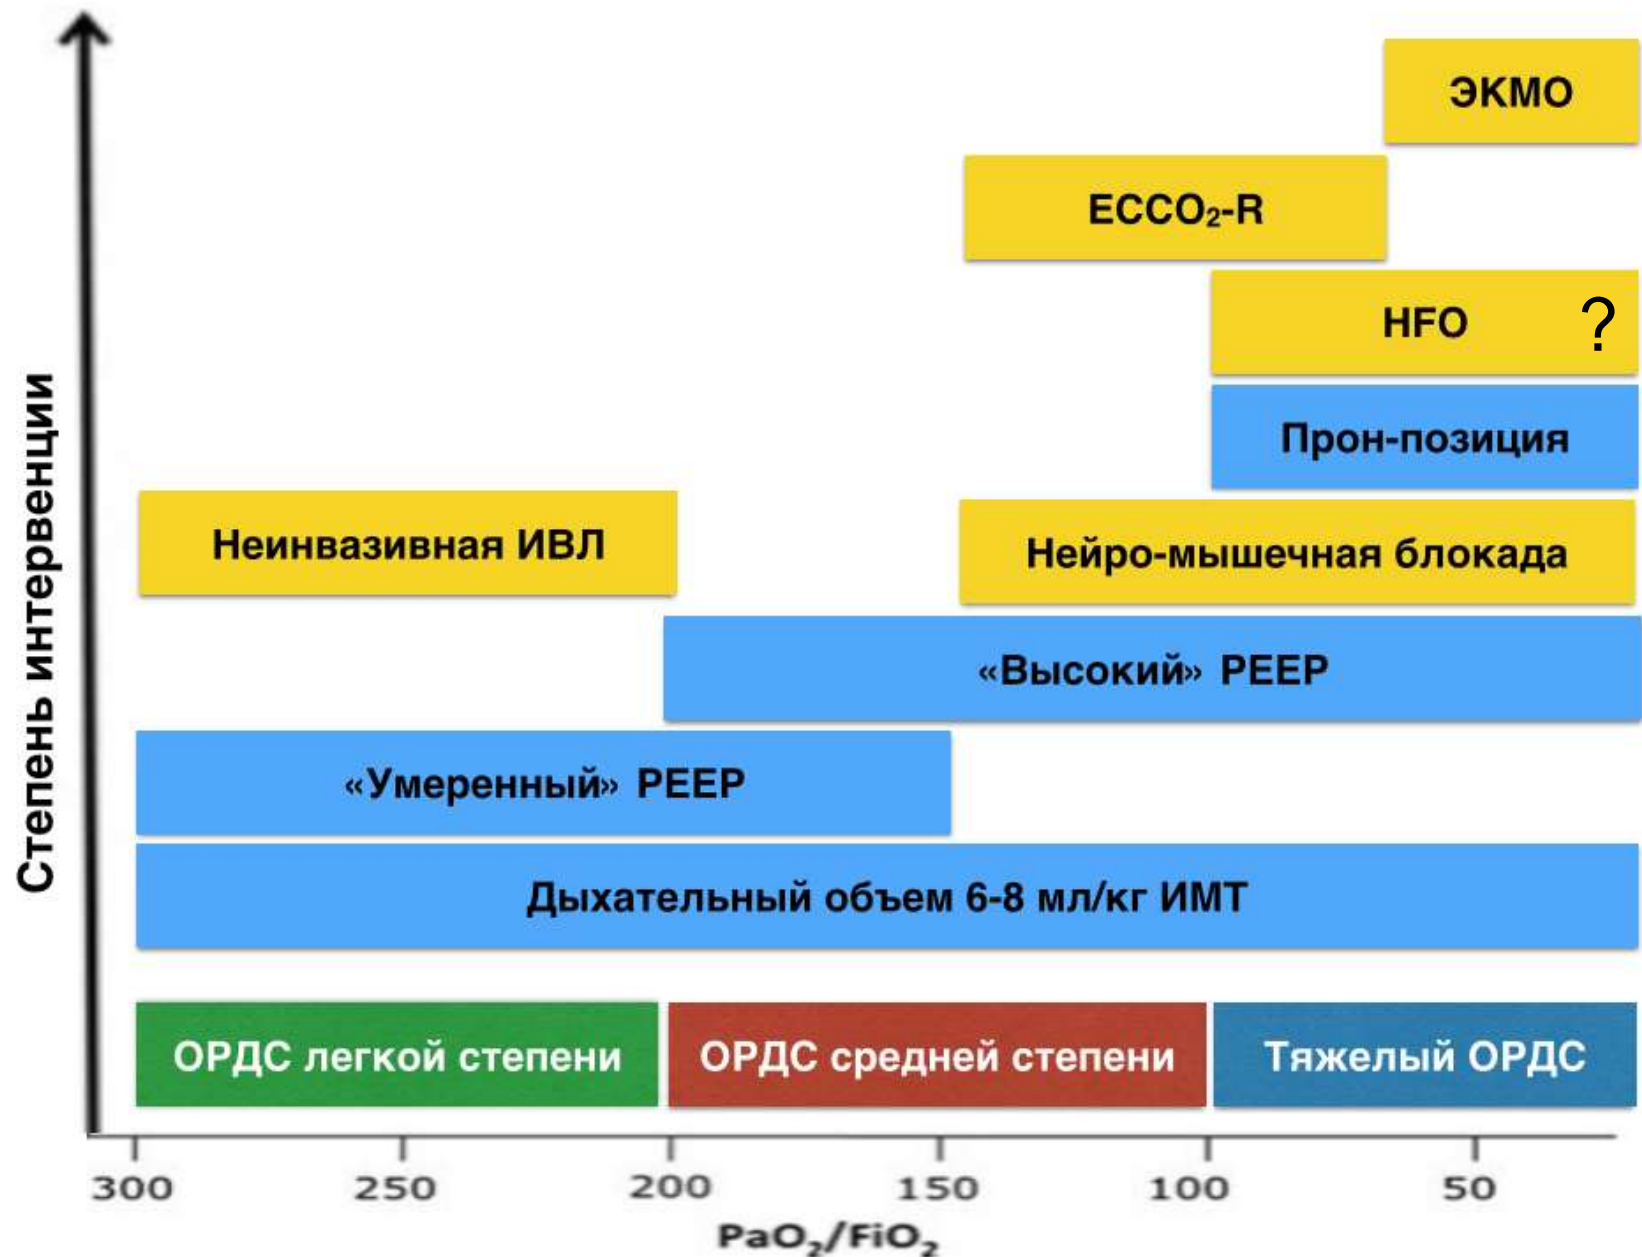 ЭКМО
ECCO₂-R
HFO ?
Прон-позиция
Неинвазивная ИВЛ
Нейро-мышечная блокада
«Высокий» PEEP
«Умеренный» PEEP
Дыхательный объем 6-8 мл/кг ИМТ
ОРДС легкой степени
ОРДС средней степени
Тяжелый ОРДС
Степень интервенции
300 250 200 150 100 50
PaO₂/FiO₂